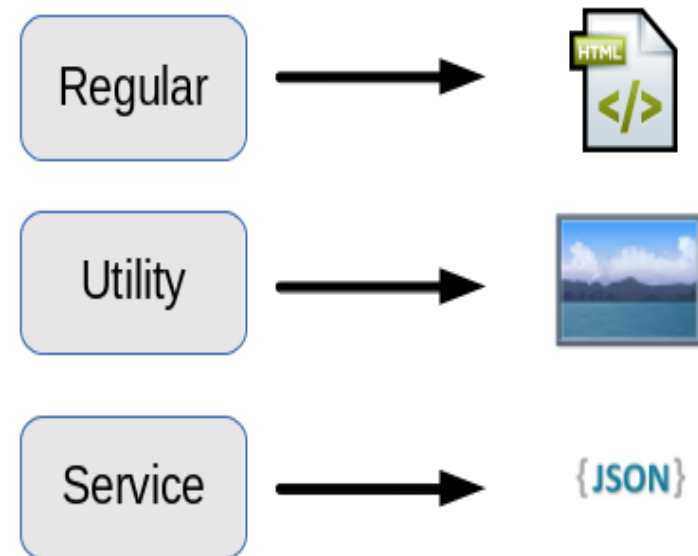 Regular
HTML
</>
Utility
Service
{JSON}